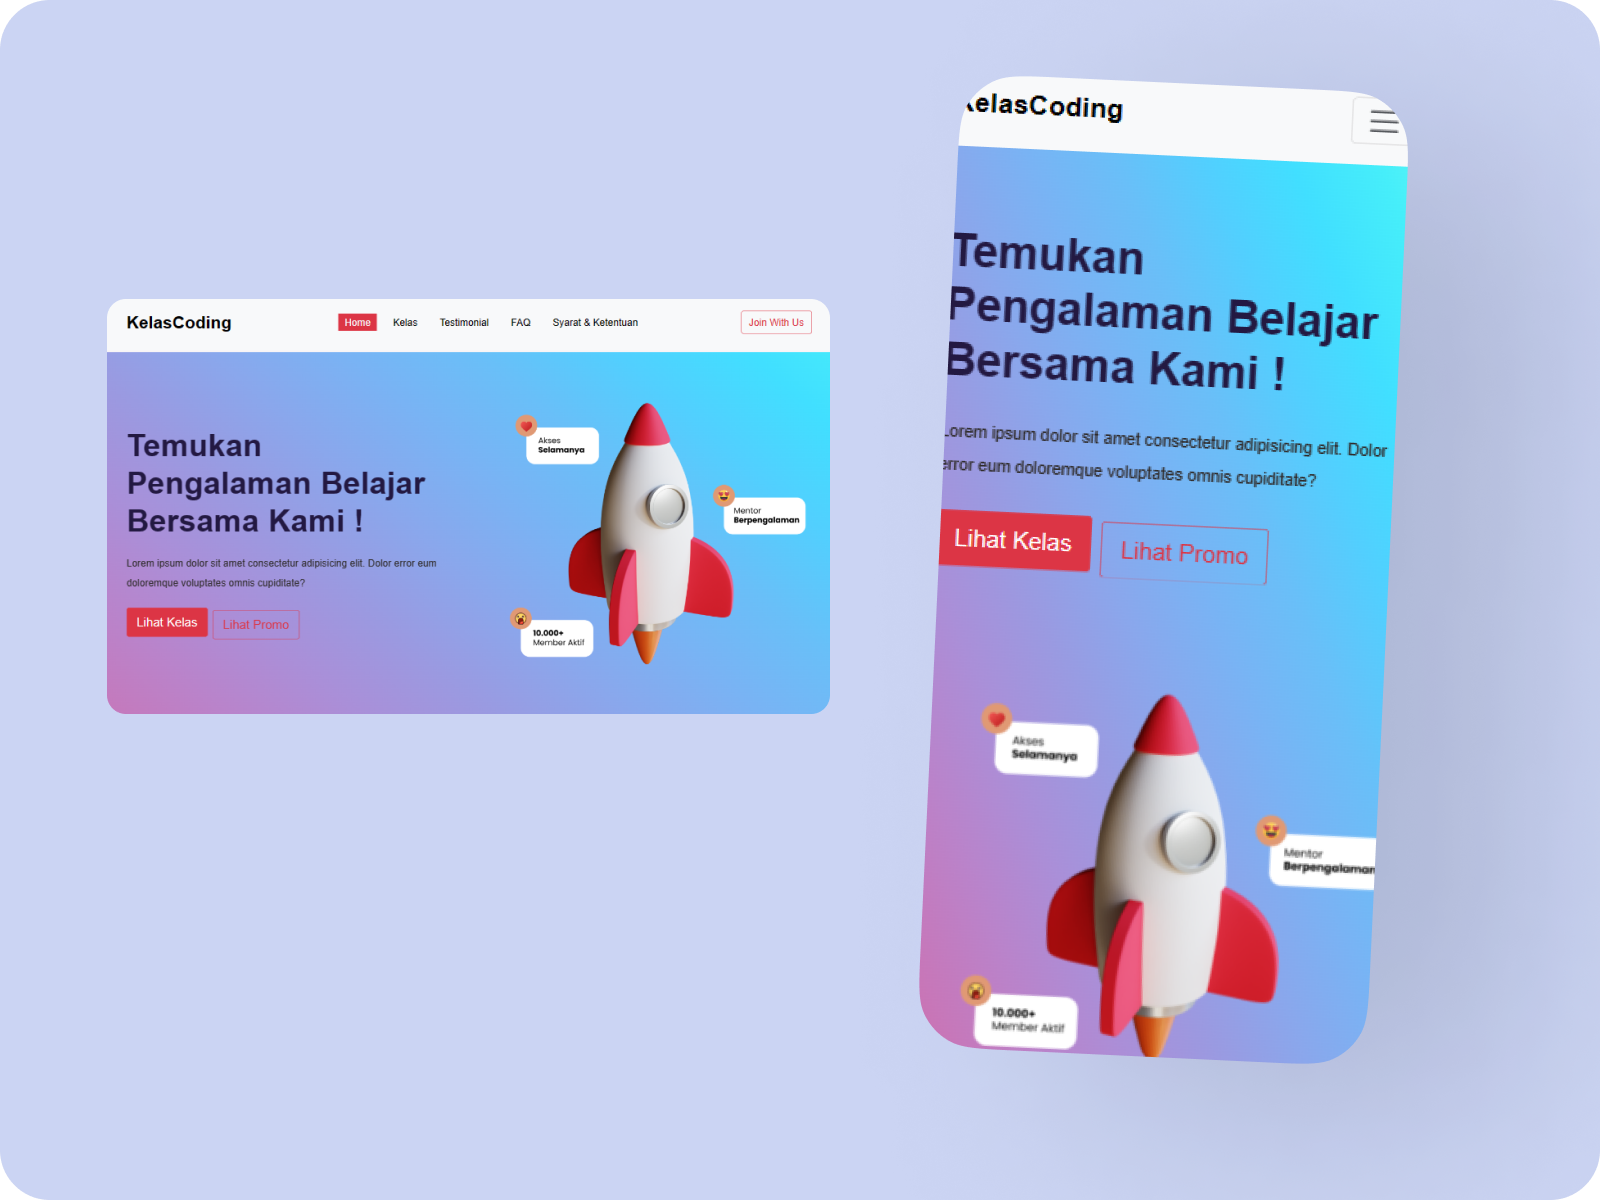 KelasCoding
Home Kelas Testimonial FAQ Syarat & Ketentuan
Join With Us
Temukan
Pengalaman Belajar
Bersama Kami !
Lorem ipsum dolor sit amet consectetur adipisicing elit. Dolor error eum
doloremque voluptates omnis cupiditate?
Lihat Kelas
Lihat Promo
Akses
Selamanya
Mentor
Berpengalaman
10.000+
Member Aktif
KelasCoding
Temukan
Pengalaman Belajar
Bersama Kami !
Lorem ipsum dolor sit amet consectetur adipisicing elit. Dolor
error eum doloremque voluptates omnis cupiditate?
Lihat Kelas
Lihat Promo
Akses
Selamanya
Mentor
Berpengalaman
10.000+
Member Aktif